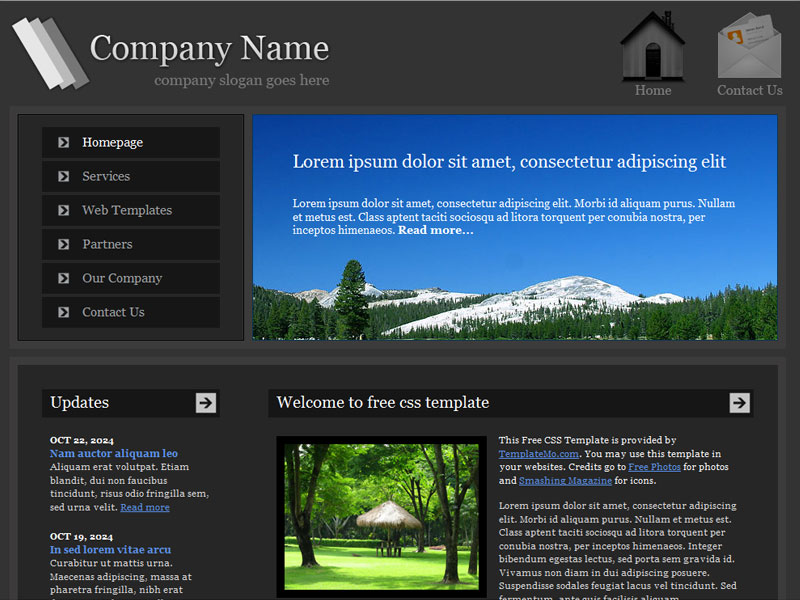 Company Name
company slogan goes here
Home
Contact Us
Homepage
Services
Web Templates
Partners
Our Company
Contact Us
Lorem ipsum dolor sit amet, consectetur adipiscing elit
Lorem ipsum dolor sit amet, consectetur adipiscing elit. Morbi id aliquam purus. Nullam
et metus est. Class aptent taciti sociosqu ad litora torquent per conubia nostra, per
inceptos himenaeos. Read more...
Updates
OCT 22, 2024
Nam auctor aliquam leo
Aliquam erat volutpat. Etiam
blandit, dui non faucibus
tincidunt, risus odio fringilla sem,
sed urna velit. Read more
OCT 19, 2024
In sed lorem vitae arcu
Curabitur ut mattis urna.
Maecenas adipiscing, massa at
pharetra fringilla, nibh erat
Welcome to free css template
This Free CSS Template is provided by
TemplateMo.com. You may use this template in
your websites. Credits go to Free Photos for photos
and Smashing Magazine for icons.
Lorem ipsum dolor sit amet, consectetur adipiscing
elit. Morbi id aliquam purus. Nullam et metus est.
Class aptent taciti sociosqu ad litora torquent per
conubia nostra, per inceptos himenaeos. Integer
bibendum egestas lectus, sed porta sem gravida id.
Vivamus non diam in dui adipiscing posuere.
Suspendisse sodales feugiat lacus vel tincidunt. Sed
fermentum, ante quis facilisis aliquam,